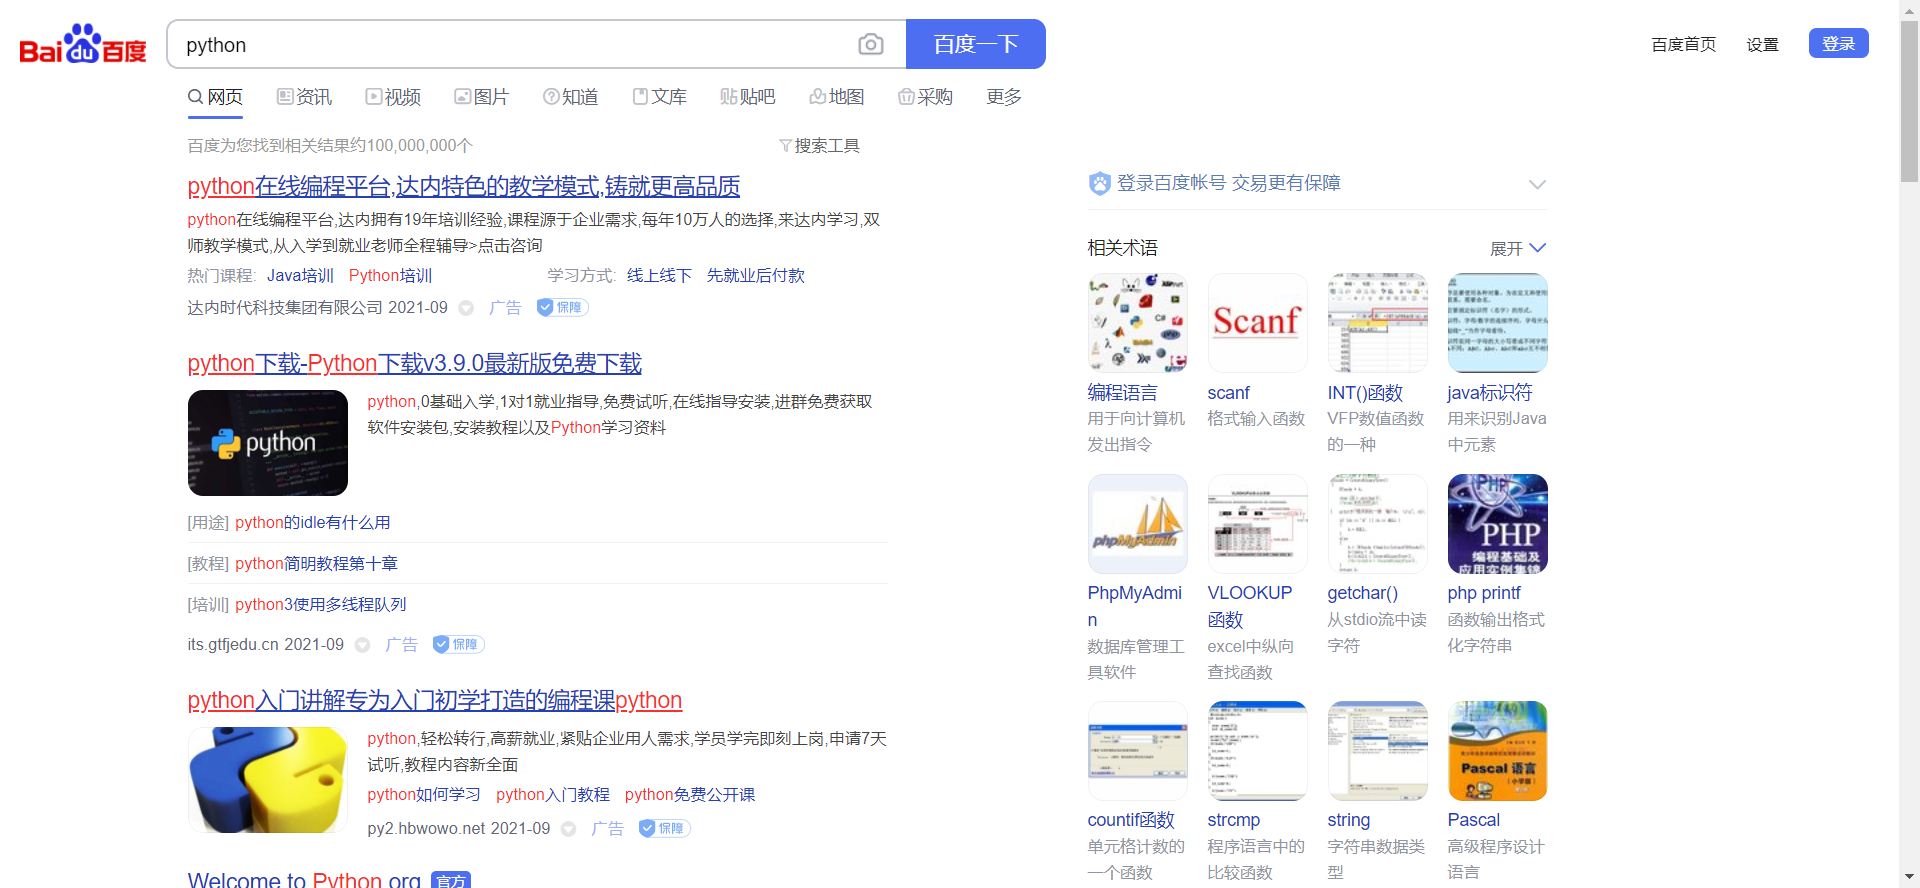 Bai du 百度
python
百度一下
百度首页 设置 登录
网页 资讯 视频 图片 知道 文库 贴吧 地图 采购 更多
百度为您找到相关结果约100,000,000个
搜索工具
python在线编程平台,达内特色的教学模式,铸就更高品质
python在线编程平台,达内拥有19年培训经验,课程源于企业需求,每年10万人的选择,来达内学习,双
师教学模式,从入学到就业老师全程辅导>点击咨询
热门课程: Java培训 Python培训 学习方式: 线上线下 先就业后付款
达内时代科技集团有限公司 2021-09 广告 保障
python下载-Python下载v3.9.0最新版免费下载
python
python,0基础入学,1对1就业指导,免费试听,在线指导安装,进群免费获取
软件安装包,安装教程以及Python学习资料
[用途] python的idle有什么用
[教程] python简明教程第十章
[培训] python3使用多线程队列
its.gtfjedu.cn 2021-09 广告 保障
python入门讲解专为入门初学打造的编程课python
python,轻松转行,高薪就业,紧贴企业用人需求,学员学完即刻上岗,申请7天
试听,教程内容新全面
python如何学习 python入门教程 python免费公开课
py2.hbwowo.net 2021-09 广告 保障
Welcome to Python.org 官方
登录百度帐号 交易更有保障
相关术语
展开
Scanf
编程语言
用于向计算机
发出指令
scanf
格式输入函数
INT()函数
VFP数值函数
的一种
java标识符
用来识别Java
中元素
phpMyAdmin
PHP
PHP
编程基础及
应用实例集锦
PhpMyAdmi
n
数据库管理工
具软件
VLOOKUP
函数
excel中纵向
查找函数
getchar()
从stdio流中读
字符
php printf
函数输出格式
化字符串
Pascal 语言
(小学版)
countif函数
单元格计数的
一个函数
strcmp
程序语言中的
比较函数
string
字符串数据类
型
Pascal
高级程序设计
语言